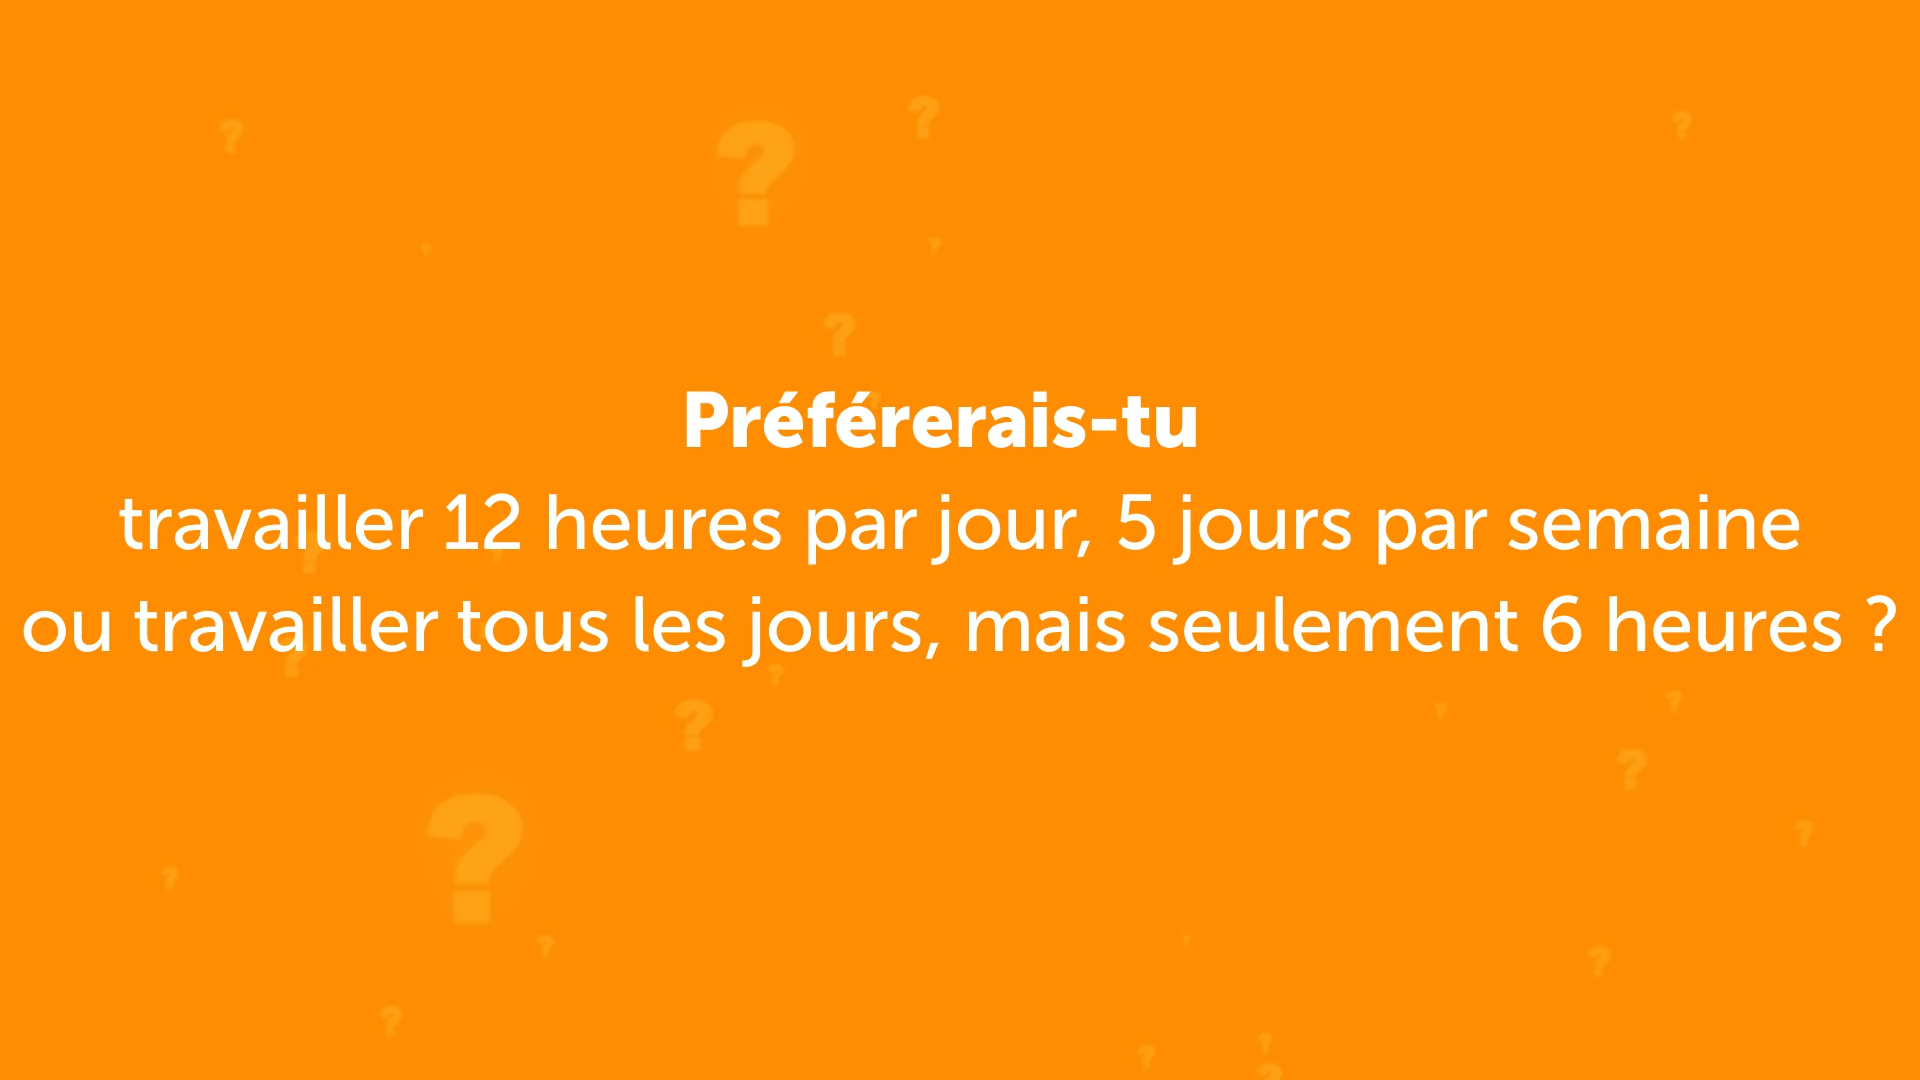 Préférerais-tu
travailler 12 heures par jour, 5 jours par semaine
ou travailler tous les jours, mais seulement 6 heures ?